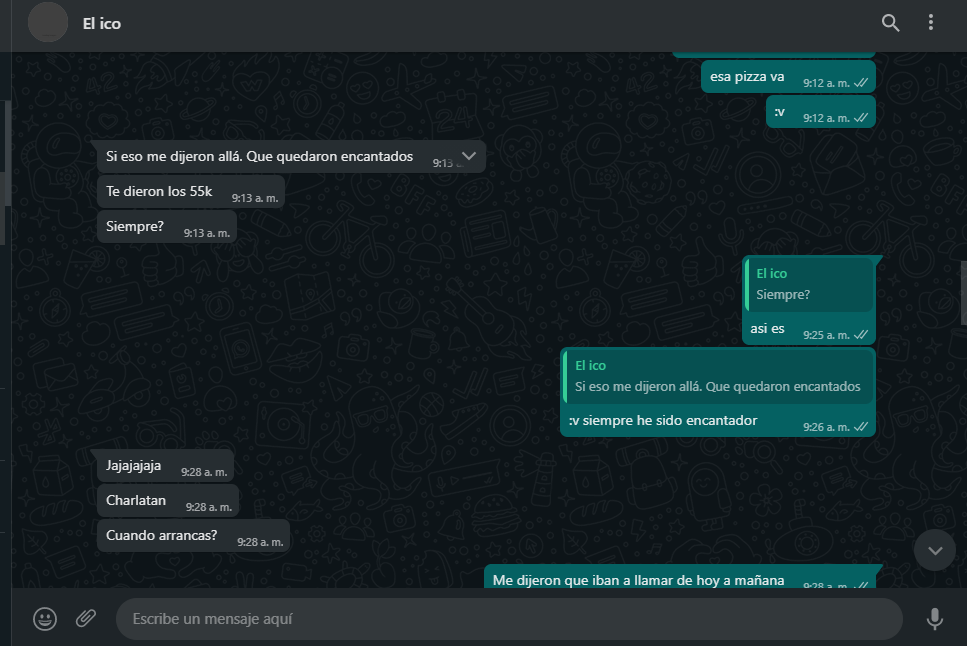 El ico
esa pizza va 9:12 a. m.
:v 9:12 a. m.
Si eso me dijeron allá. Que quedaron encantados 9:13
Te dieron los 55k 9:13 a. m.
Siempre? 9:13 a. m.
El ico
Siempre?
asi es 9:25 a. m.
El ico
Si eso me dijeron allá. Que quedaron encantados
:v siempre he sido encantador 9:26 a. m.
Jajajajaja 9:28 a. m.
Charlatan 9:28 a. m.
Cuando arrancas? 9:28 a. m.
Me dijeron que iban a llamar de hoy a mañana 9:28 a. m.
Escribe un mensaje aquí